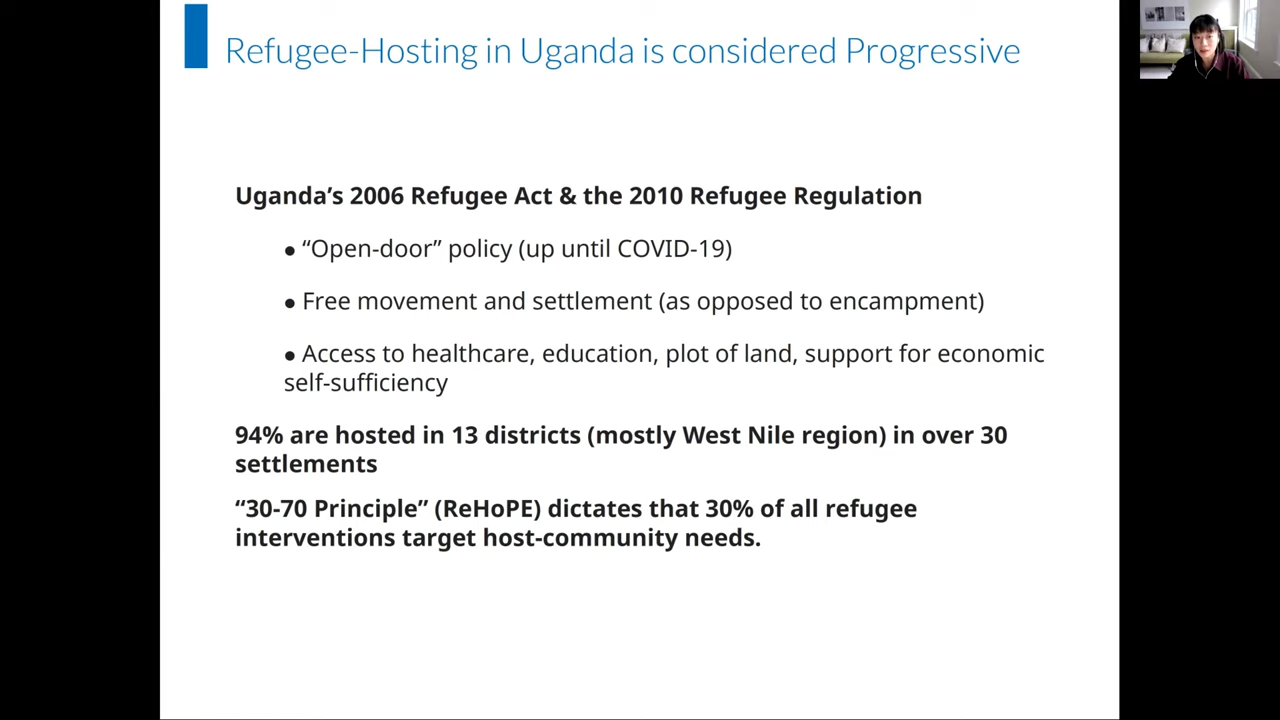 Refugee-Hosting in Uganda is considered Progressive
Uganda’s 2006 Refugee Act & the 2010 Refugee Regulation
● “Open-door” policy (up until COVID-19)
● Free movement and settlement (as opposed to encampment)
● Access to healthcare, education, plot of land, support for economic
self-sufficiency
94% are hosted in 13 districts (mostly West Nile region) in over 30
settlements
“30-70 Principle” (ReHoPE) dictates that 30% of all refugee
interventions target host-community needs.